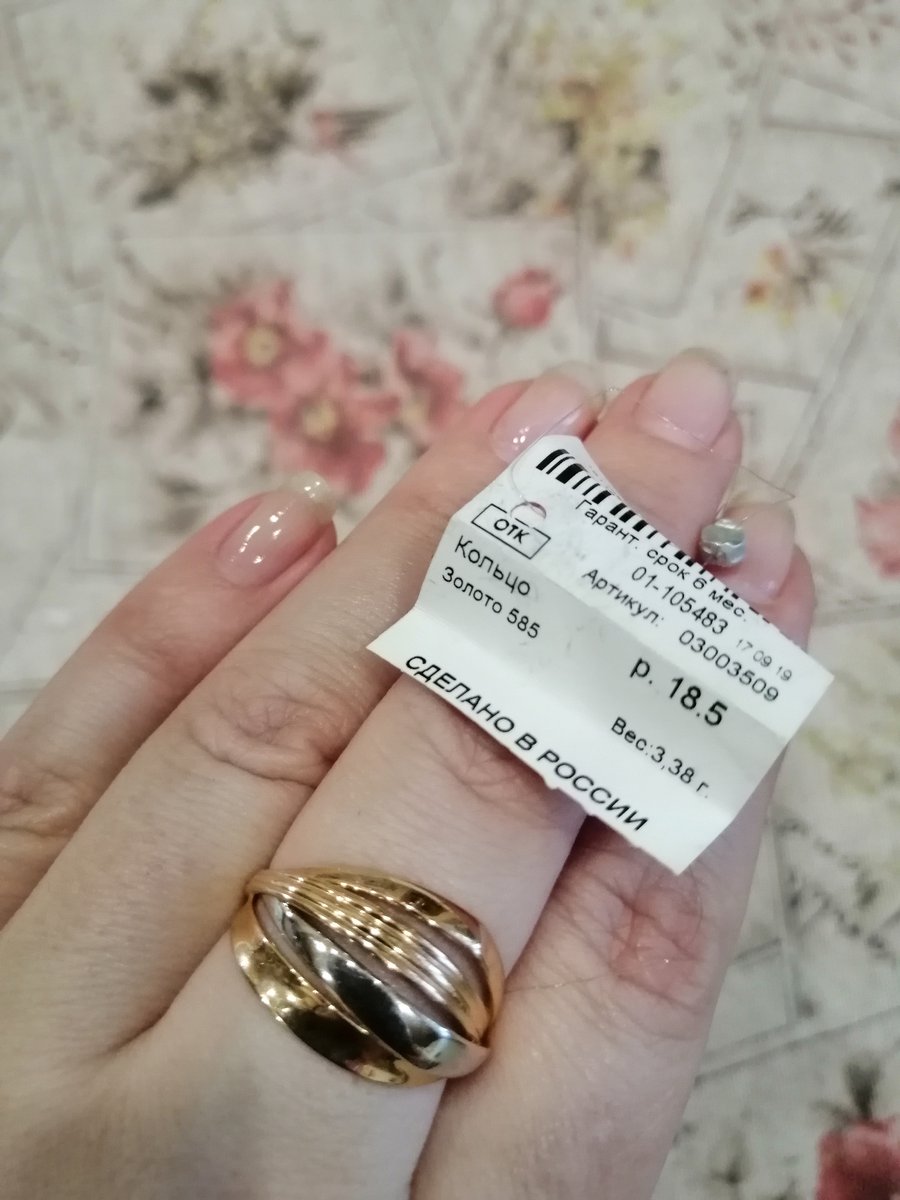 Гарант. срок 6 мес.
ОТК
01-105483 17 09 19
Кольцо
Артикул: 03003509
Золото 585
р. 18.5
Вес:3,38 г.
СДЕЛАНО В РОССИИ